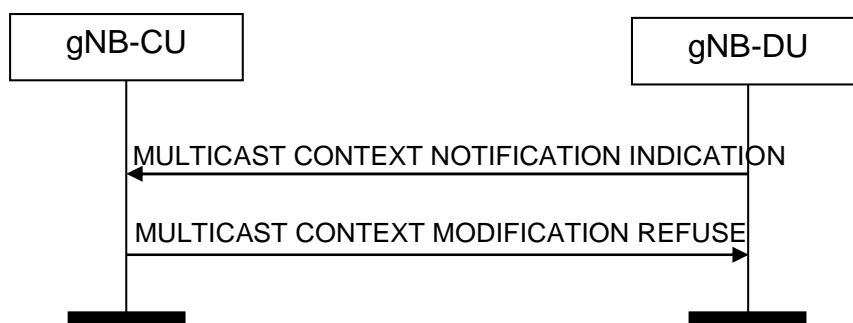 gNB-CU
gNB-DU
MULTICAST CONTEXT NOTIFICATION INDICATION
MULTICAST CONTEXT MODIFICATION REFUSE